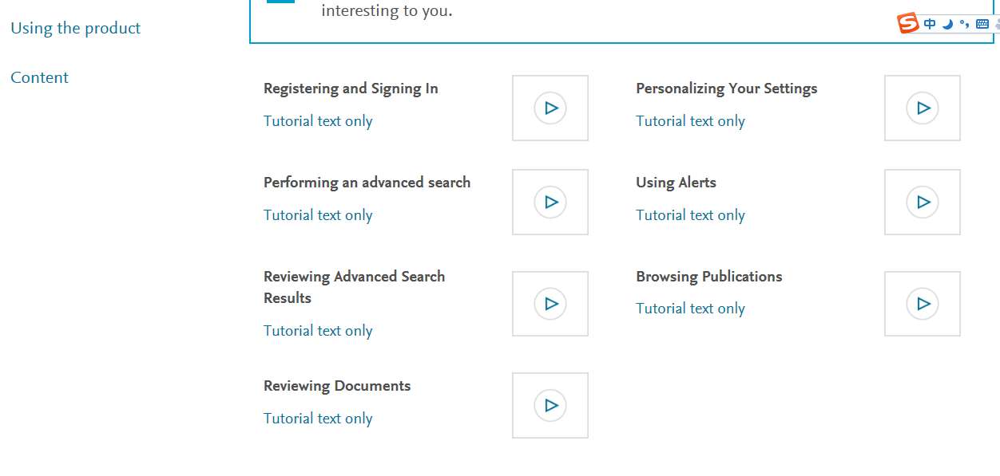 interesting to you.
Using the product
中
Content
Registering and Signing In
Tutorial text only
Personalizing Your Settings
Tutorial text only
Performing an advanced search
Tutorial text only
Using Alerts
Tutorial text only
Reviewing Advanced Search
Results
Tutorial text only
Browsing Publications
Tutorial text only
Reviewing Documents
Tutorial text only